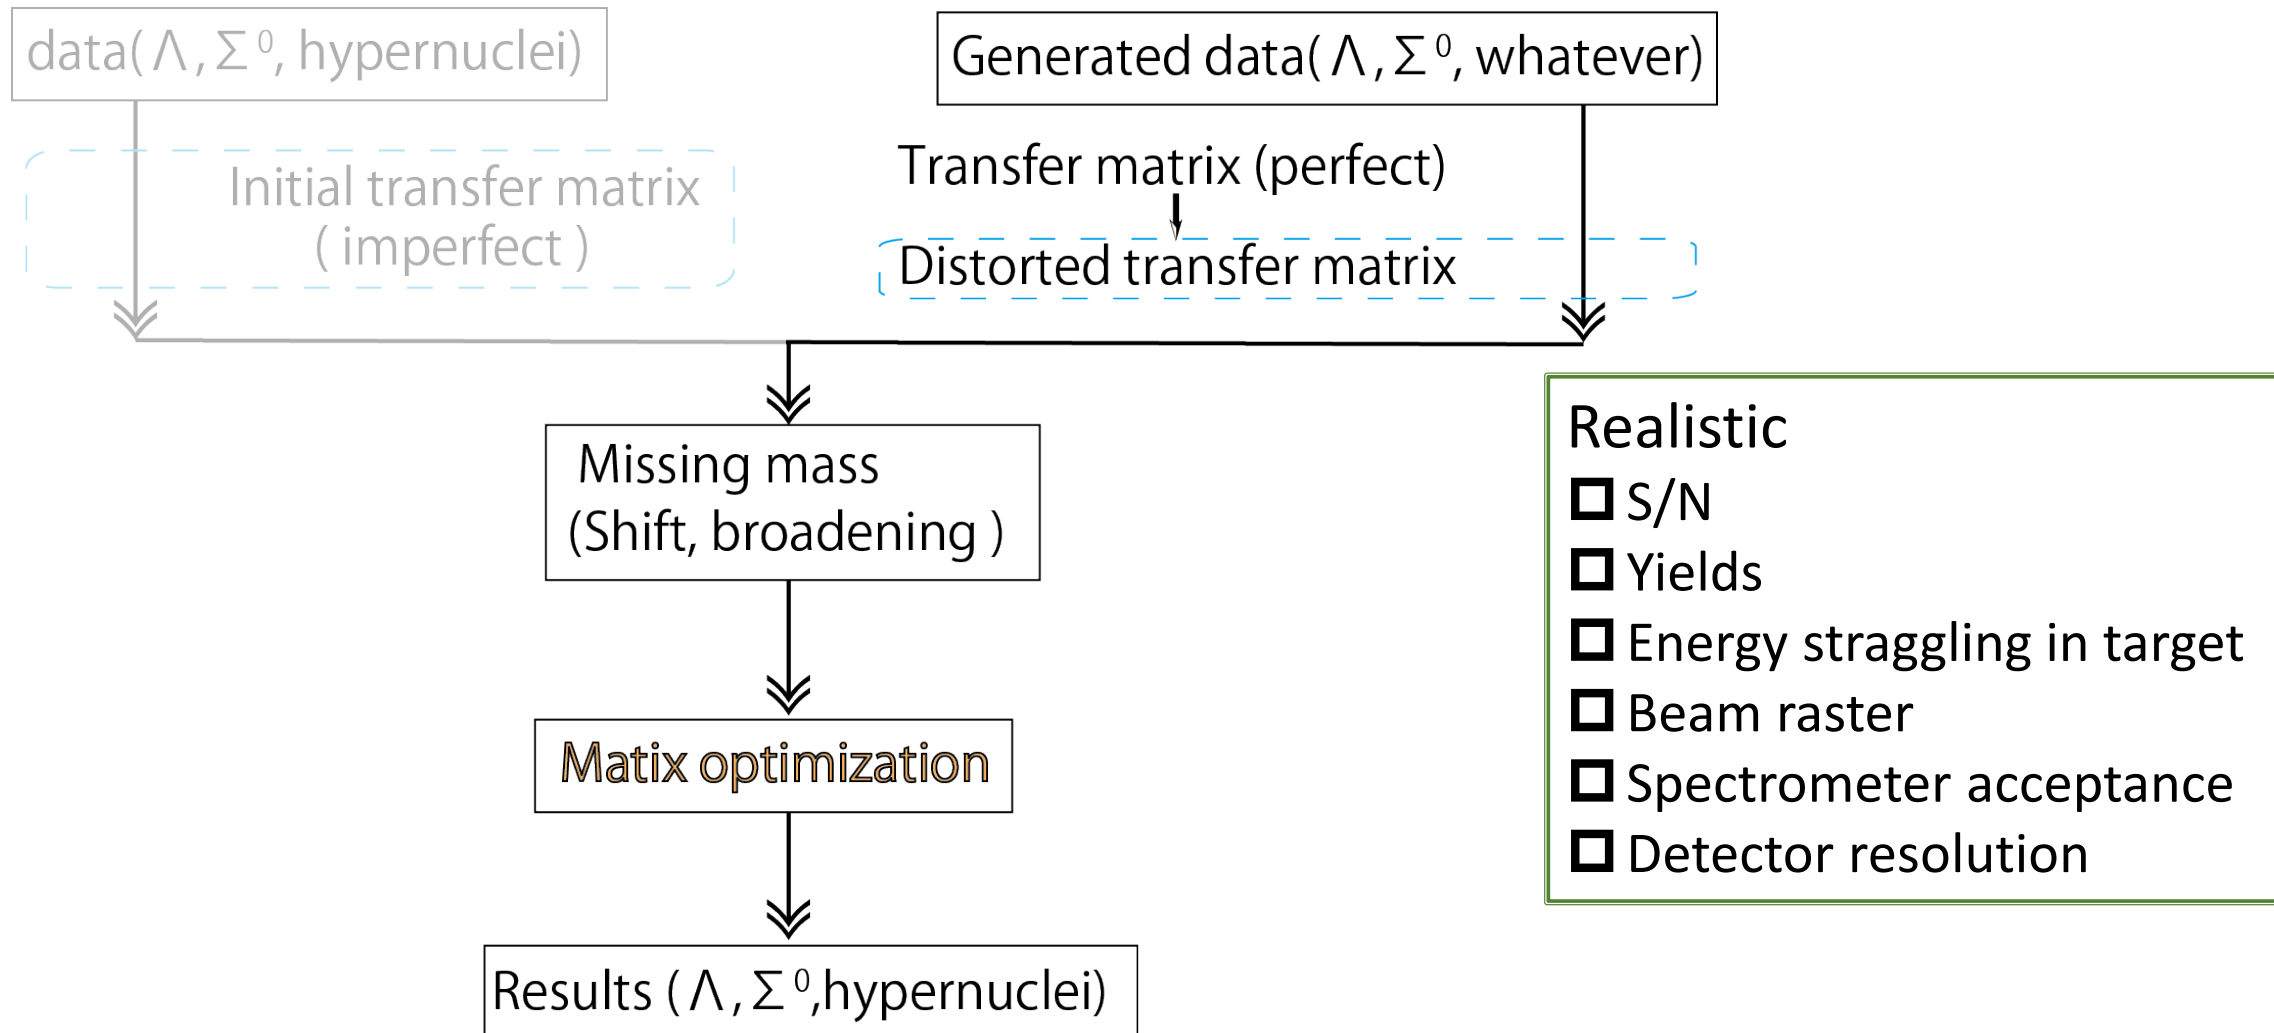 data(Λ, Σ⁰, hypernuclei)
Generated data(Λ, Σ⁰, whatever)
Initial transfer matrix
( imperfect )
Transfer matrix (perfect)
Distorted transfer matrix
Missing mass
(Shift, broadening )
Matix optimization
Results (Λ, Σ⁰,hypernuclei)
Realistic
S/N
Yields
Energy straggling in target
Beam raster
Spectrometer acceptance
Detector resolution